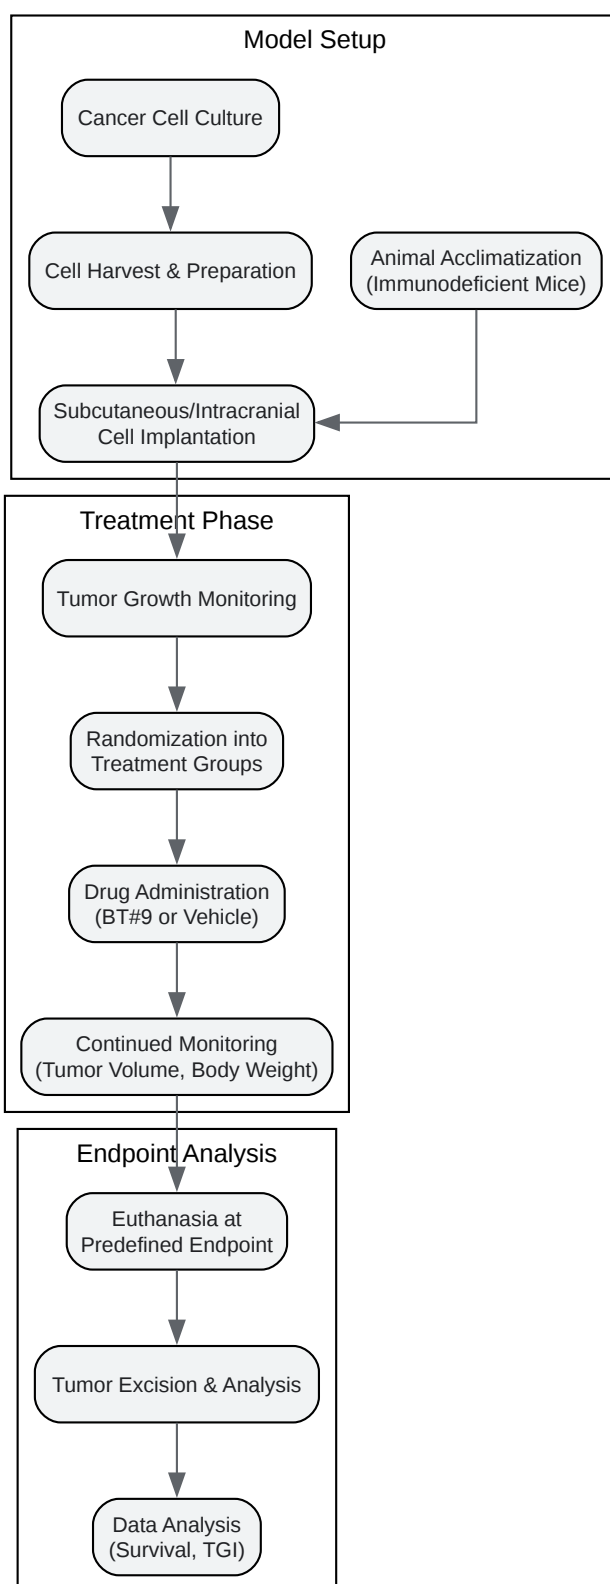 Model Setup
Cancer Cell Culture
Cell Harvest & Preparation
Animal Acclimatization
(Immunodeficient Mice)
Subcutaneous/Intracranial
Cell Implantation
Treatment Phase
Tumor Growth Monitoring
Randomization into
Treatment Groups
Drug Administration
(BT#9 or Vehicle)
Continued Monitoring
(Tumor Volume, Body Weight)
Endpoint Analysis
Euthanasia at
Predefined Endpoint
Tumor Excision & Analysis
Data Analysis
(Survival, TGI)